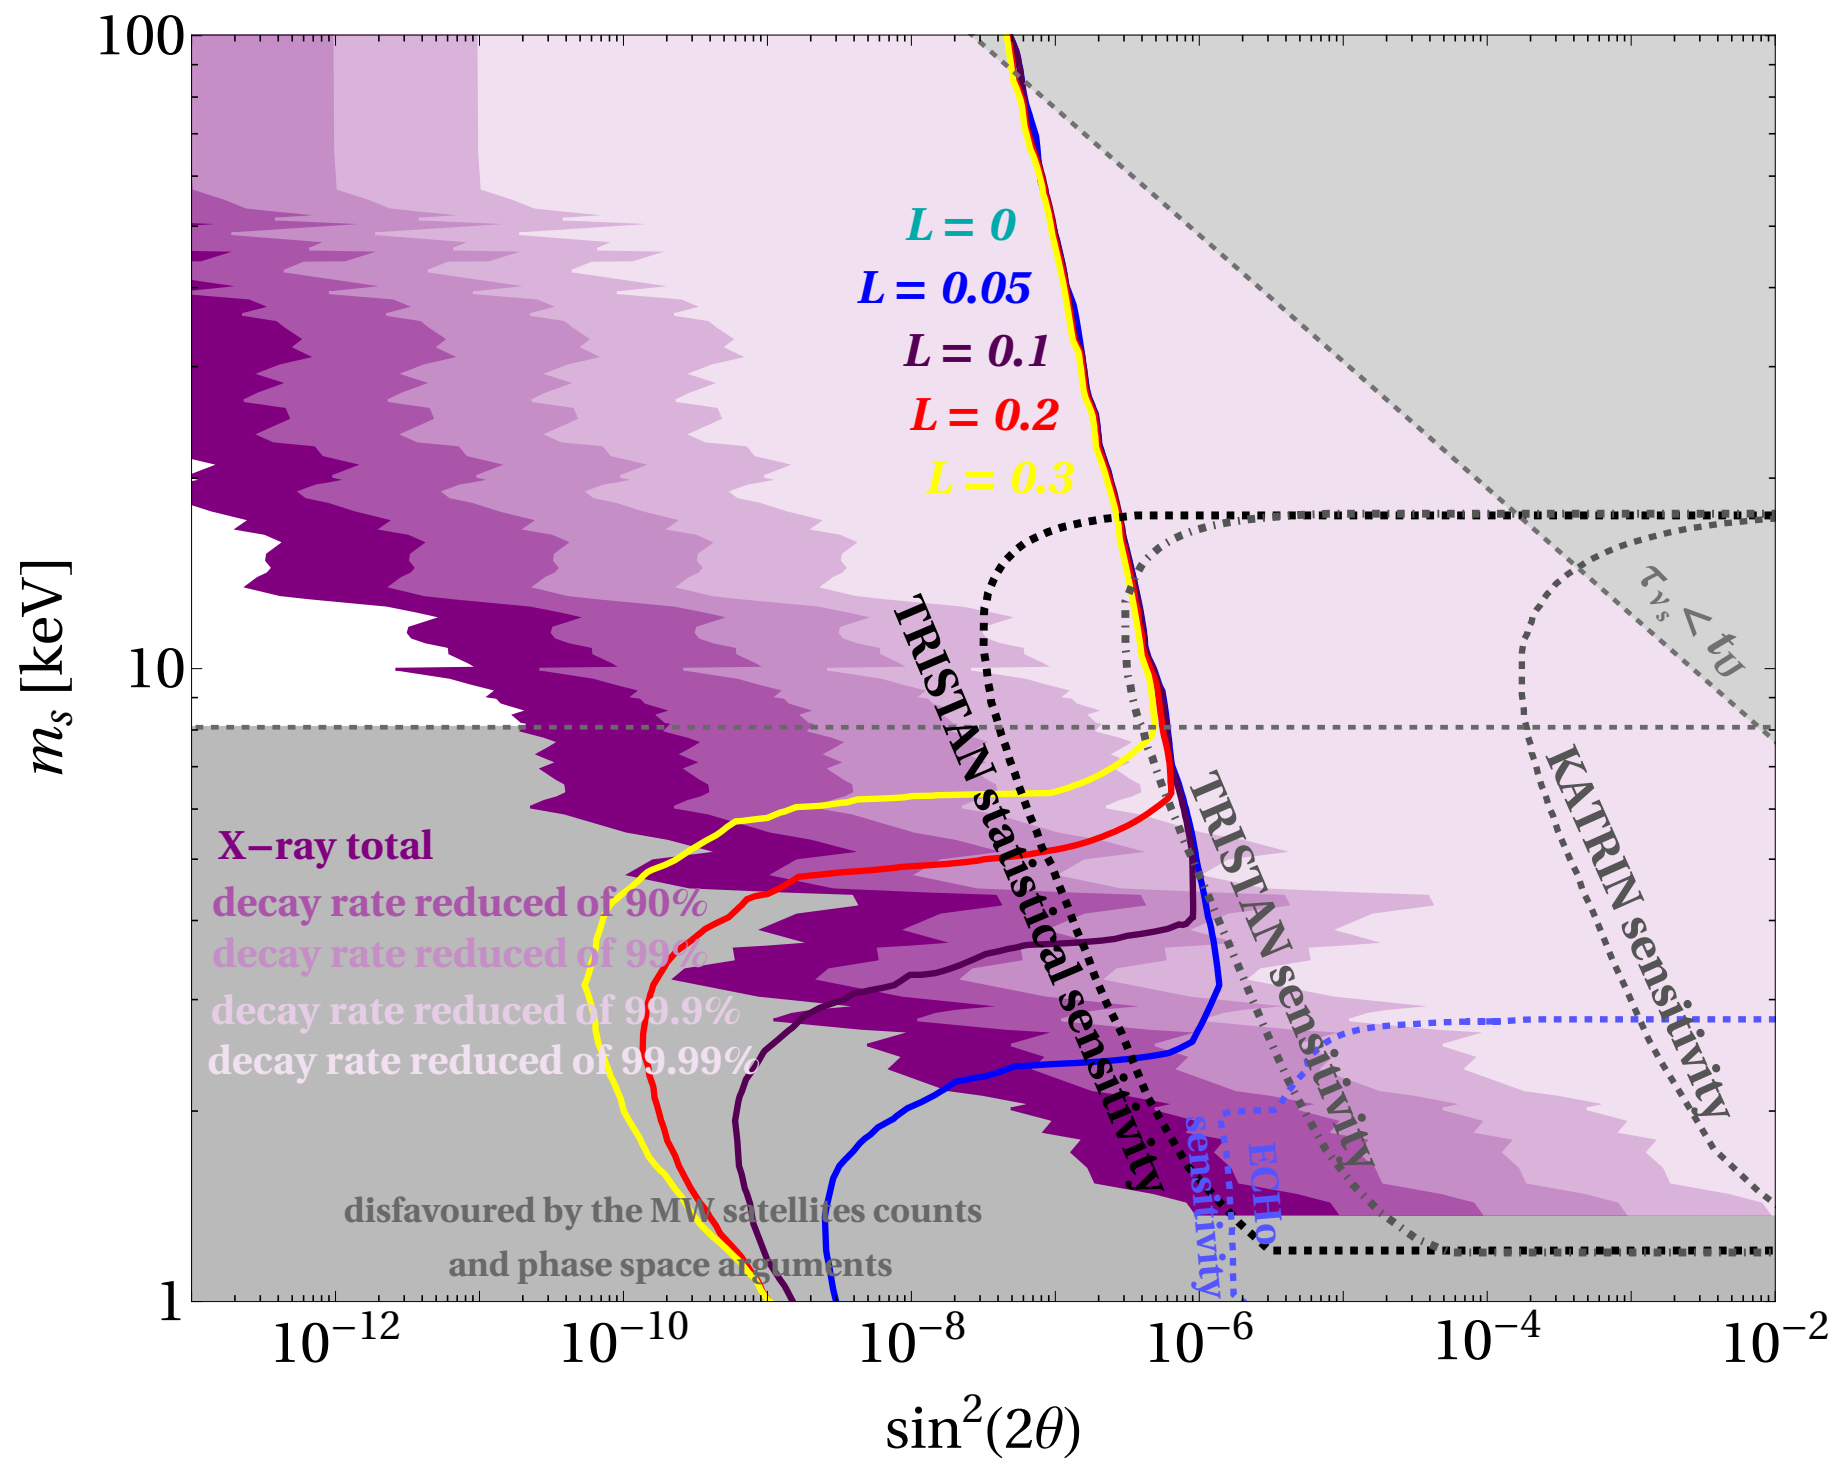 100
10
1
m_s [keV]
L = 0
L = 0.05
L = 0.1
L = 0.2
L = 0.3
τ_ν_s < t_U
TRISTAN statistical sensitivity
TRISTAN sensitivity
KATRIN sensitivity
ECHo
sensitivity
X−ray total
decay rate reduced of 90%
decay rate reduced of 99%
decay rate reduced of 99.9%
decay rate reduced of 99.99%
disfavoured by the MW satellites counts
and phase space arguments
10^−12 10^−10 10^−8 10^−6 10^−4 10^−2
sin²(2θ)